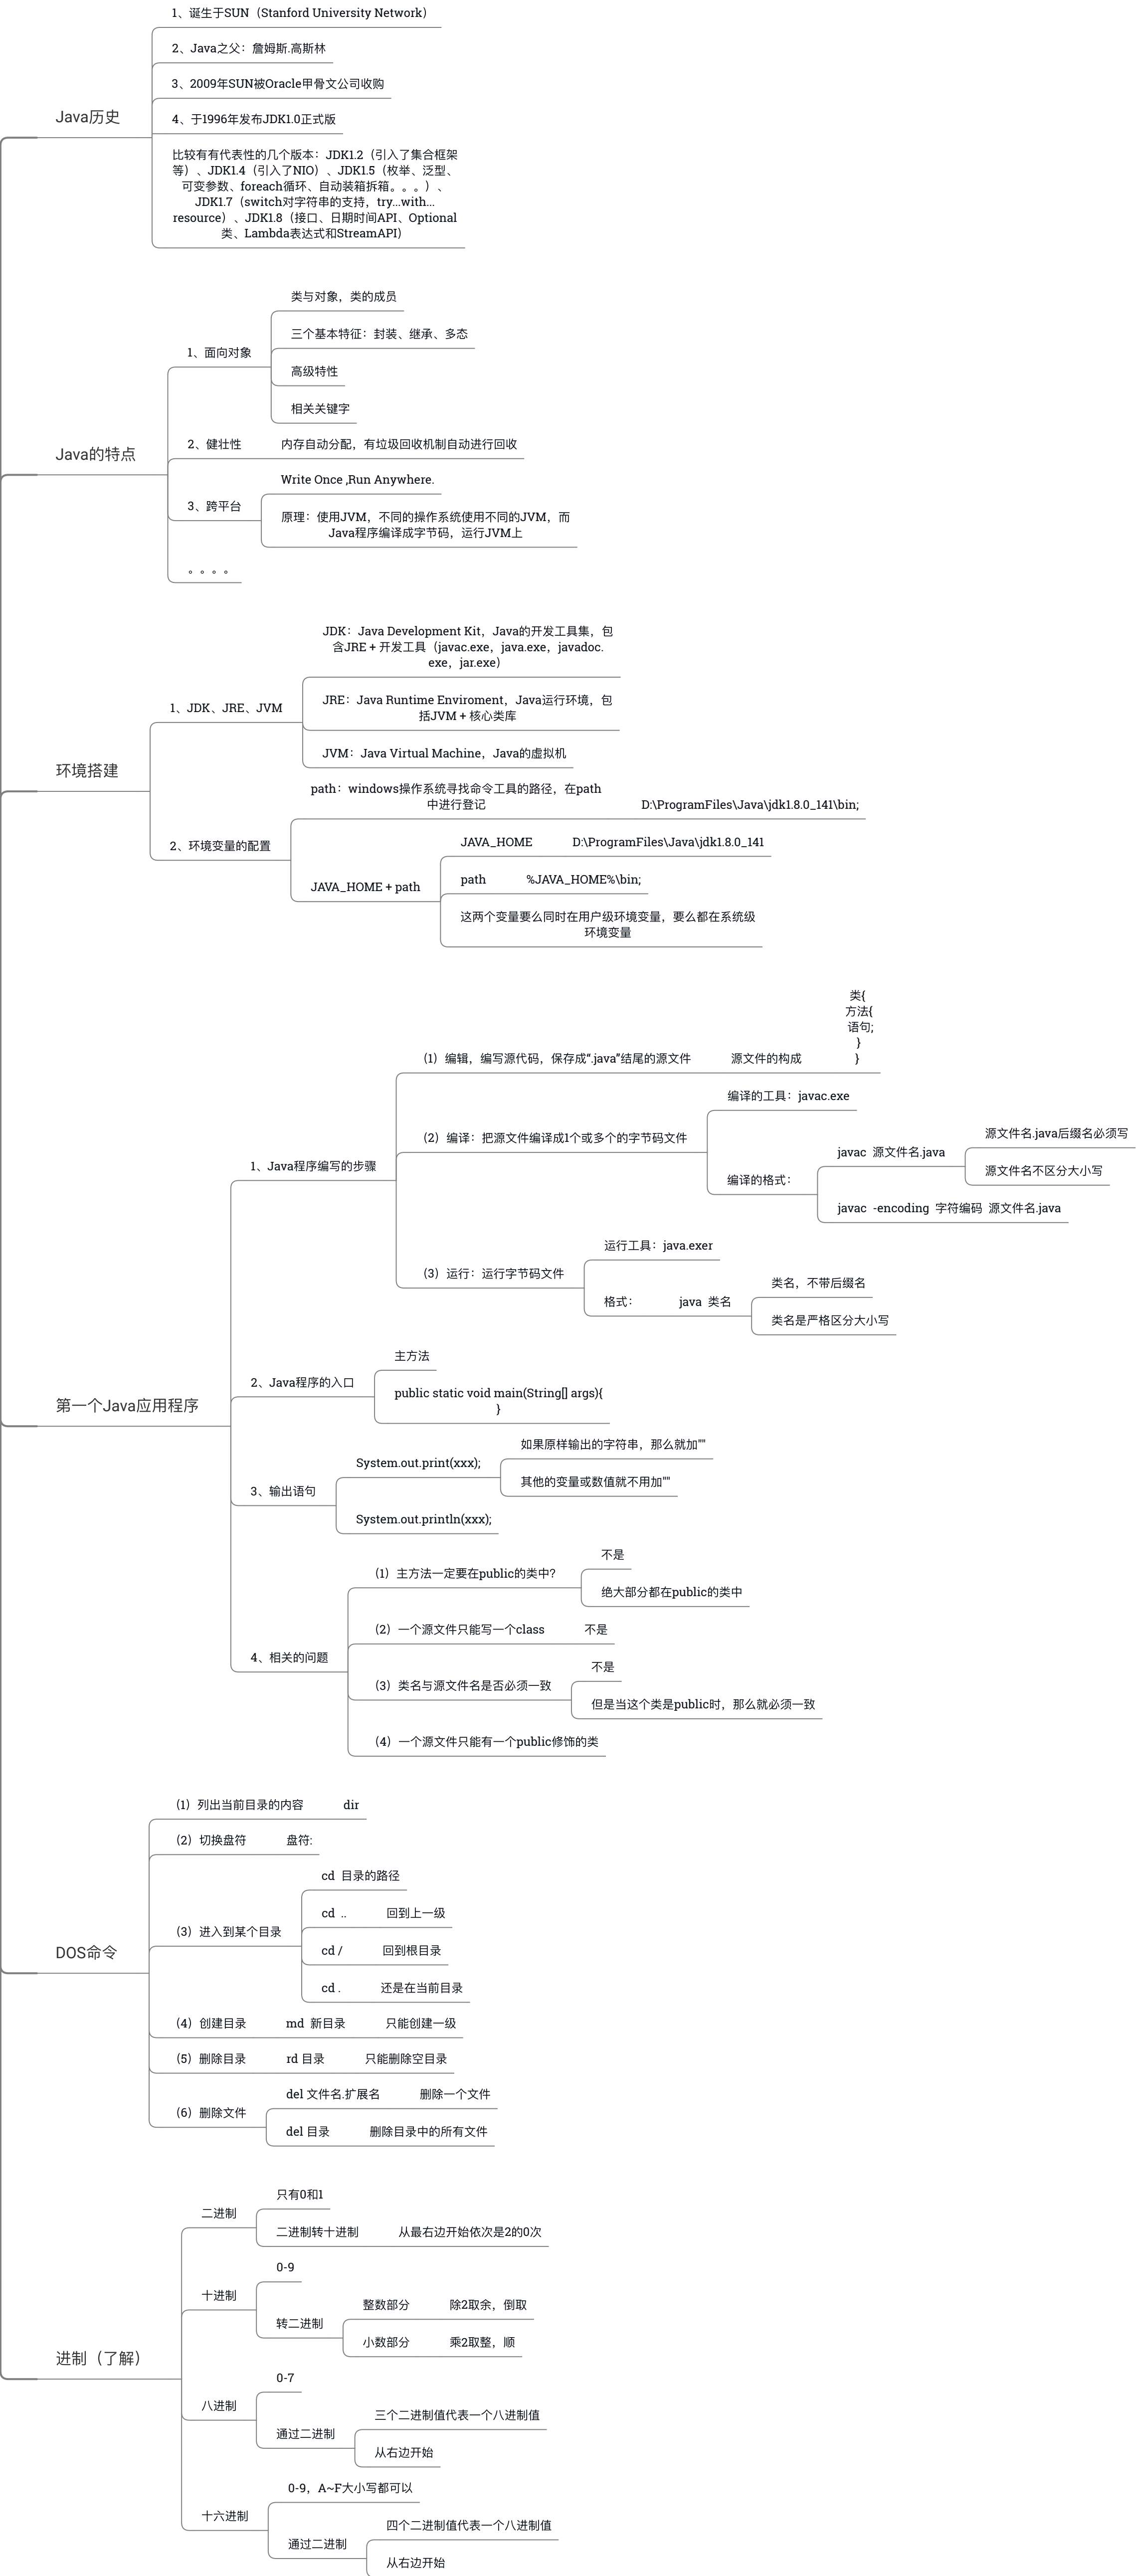 Java历史
1、诞生于SUN（Stanford University Network）
2、Java之父：詹姆斯.高斯林
3、2009年SUN被Oracle甲骨文公司收购
4、于1996年发布JDK1.0正式版
比较有有代表性的几个版本：JDK1.2（引入了集合框架
等）、JDK1.4（引入了NIO）、JDK1.5（枚举、泛型、
可变参数、foreach循环、自动装箱拆箱。。。）、
JDK1.7（switch对字符串的支持，try...with...
resource）、JDK1.8（接口、日期时间API、Optional
类、Lambda表达式和StreamAPI）
Java的特点
1、面向对象
类与对象，类的成员
三个基本特征：封装、继承、多态
高级特性
相关关键字
2、健壮性
内存自动分配，有垃圾回收机制自动进行回收
3、跨平台
Write Once ,Run Anywhere.
原理：使用JVM，不同的操作系统使用不同的JVM，而
Java程序编译成字节码，运行JVM上
。。。。
环境搭建
1、JDK、JRE、JVM
JDK：Java Development Kit，Java的开发工具集，包
含JRE + 开发工具（javac.exe，java.exe，javadoc.
exe，jar.exe）
JRE：Java Runtime Enviroment，Java运行环境，包
括JVM + 核心类库
JVM：Java Virtual Machine，Java的虚拟机
2、环境变量的配置
path：windows操作系统寻找命令工具的路径，在path
中进行登记
D:\ProgramFiles\Java\jdk1.8.0_141\bin;
JAVA_HOME + path
JAVA_HOME
D:\ProgramFiles\Java\jdk1.8.0_141
path
%JAVA_HOME%\bin;
这两个变量要么同时在用户级环境变量，要么都在系统级
环境变量
第一个Java应用程序
1、Java程序编写的步骤
（1）编辑，编写源代码，保存成“.java”结尾的源文件
源文件的构成
类{
方法{
语句;
}
}
（2）编译：把源文件编译成1个或多个的字节码文件
编译的工具：javac.exe
编译的格式：
javac 源文件名.java
源文件名.java后缀名必须写
源文件名不区分大小写
javac -encoding 字符编码 源文件名.java
（3）运行：运行字节码文件
运行工具：java.exer
格式：
java 类名
类名，不带后缀名
类名是严格区分大小写
2、Java程序的入口
主方法
public static void main(String[] args){
}
3、输出语句
System.out.print(xxx);
如果原样输出的字符串，那么就加""
其他的变量或数值就不用加""
System.out.println(xxx);
4、相关的问题
（1）主方法一定要在public的类中?
不是
绝大部分都在public的类中
（2）一个源文件只能写一个class
不是
（3）类名与源文件名是否必须一致
不是
但是当这个类是public时，那么就必须一致
（4）一个源文件只能有一个public修饰的类
DOS命令
（1）列出当前目录的内容
dir
（2）切换盘符
盘符:
（3）进入到某个目录
cd 目录的路径
cd ..
回到上一级
cd /
回到根目录
cd .
还是在当前目录
（4）创建目录
md 新目录
只能创建一级
（5）删除目录
rd 目录
只能删除空目录
（6）删除文件
del 文件名.扩展名
删除一个文件
del 目录
删除目录中的所有文件
进制（了解）
二进制
只有0和1
二进制转十进制
从最右边开始依次是2的0次
十进制
0-9
转二进制
整数部分
除2取余，倒取
小数部分
乘2取整，顺
八进制
0-7
通过二进制
三个二进制值代表一个八进制值
从右边开始
十六进制
0-9，A~F大小写都可以
通过二进制
四个二进制值代表一个八进制值
从右边开始